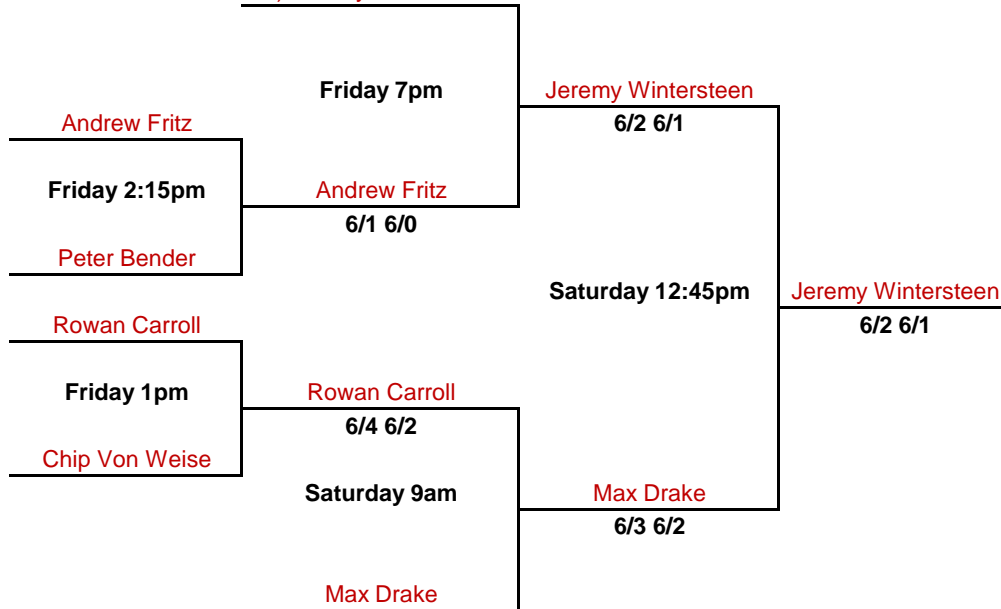 Friday 7pm
Jeremy Wintersteen
6/2 6/1
Andrew Fritz
Friday 2:15pm
Andrew Fritz
6/1 6/0
Peter Bender
Saturday 12:45pm
Jeremy Wintersteen
6/2 6/1
Rowan Carroll
Friday 1pm
Rowan Carroll
6/4 6/2
Chip Von Weise
Saturday 9am
Max Drake
6/3 6/2
Max Drake